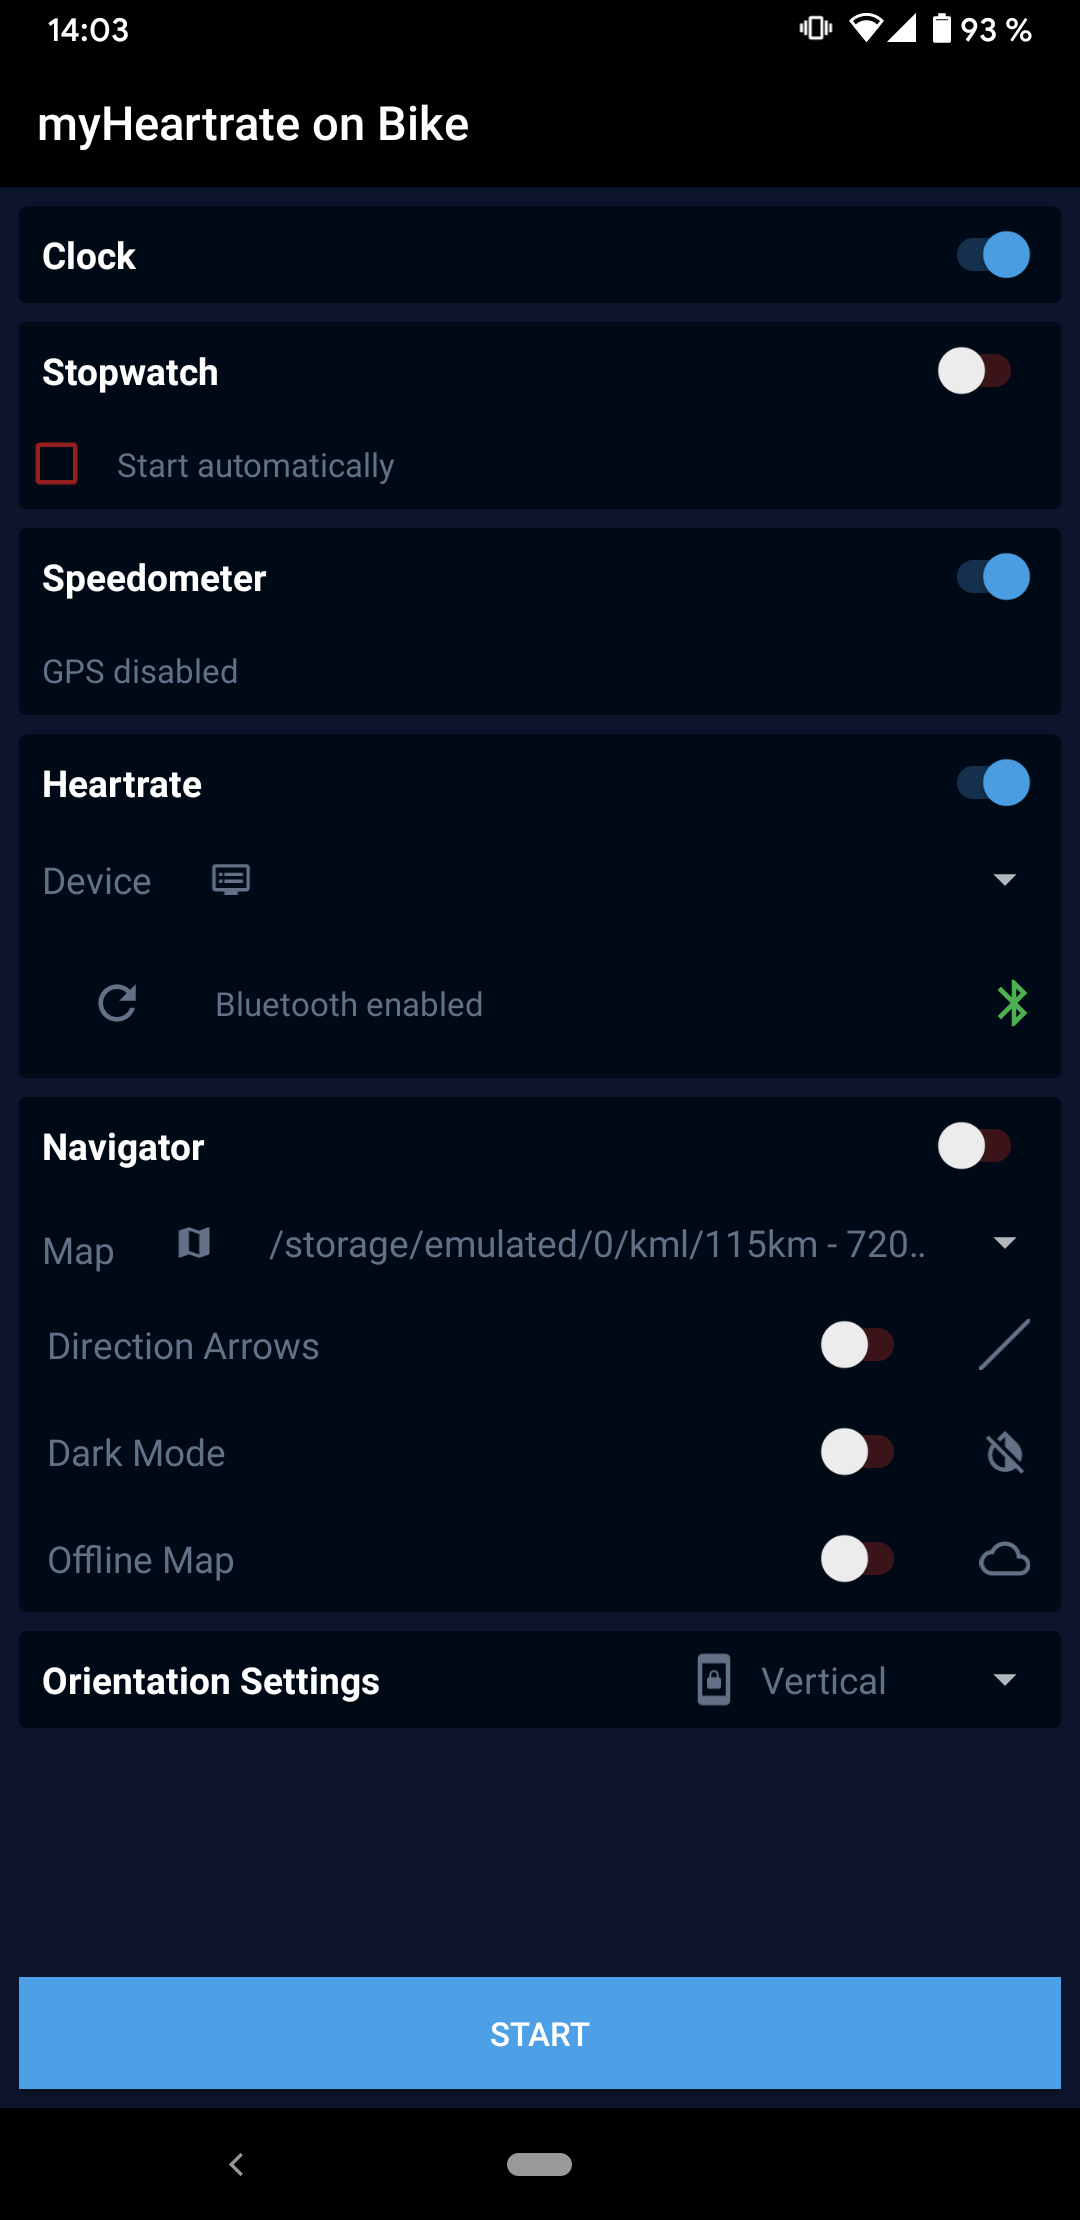 14:03 93 %
myHeartrate on Bike
Clock
Stopwatch
Start automatically
Speedometer
GPS disabled
Heartrate
Device
Bluetooth enabled
Navigator
Map /storage/emulated/0/kml/115km - 720..
Direction Arrows
Dark Mode
Offline Map
Orientation Settings Vertical
START